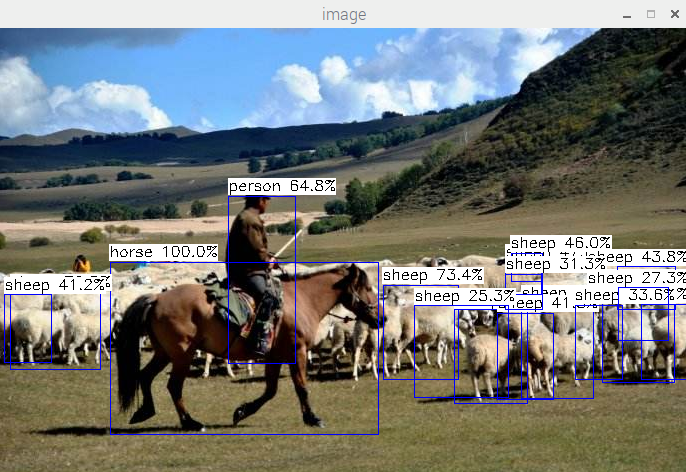 image
person 64.8%
sheep 46.0%
horse 100.0%
sheep 31.3%
43.8%
sheep 73.4%
sheep 27.3%
sheep 41.2%
sheep 25.3%
sheep
sheep 33.6%